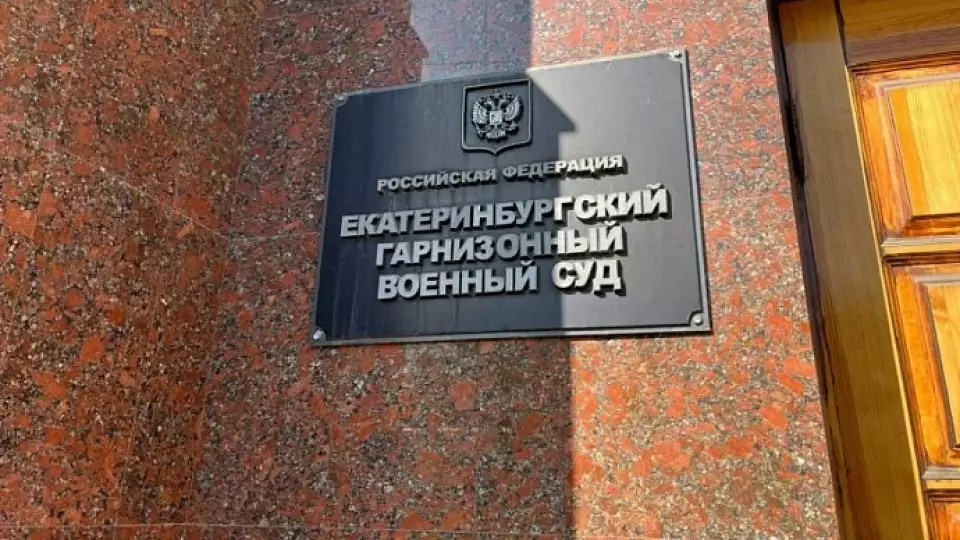 РОССИЙСКАЯ ФЕДЕРАЦИЯ
ЕКАТЕРИНБУРГСКИЙ
ГАРНИЗОННЫЙ
ВОЕННЫЙ СУД